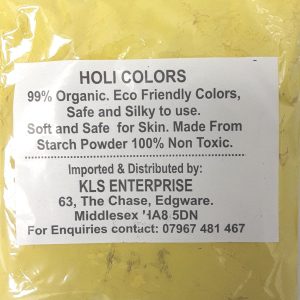 HOLI COLORS
99% Organic. Eco Friendly Colors,
Safe and Silky to use.
Soft and Safe for Skin. Made From
Starch Powder 100% Non Toxic.
Imported & Distributed by:
KLS ENTERPRISE
63, The Chase, Edgware.
Middlesex HA8 5DN
For Enquiries contact: 07967 481 467